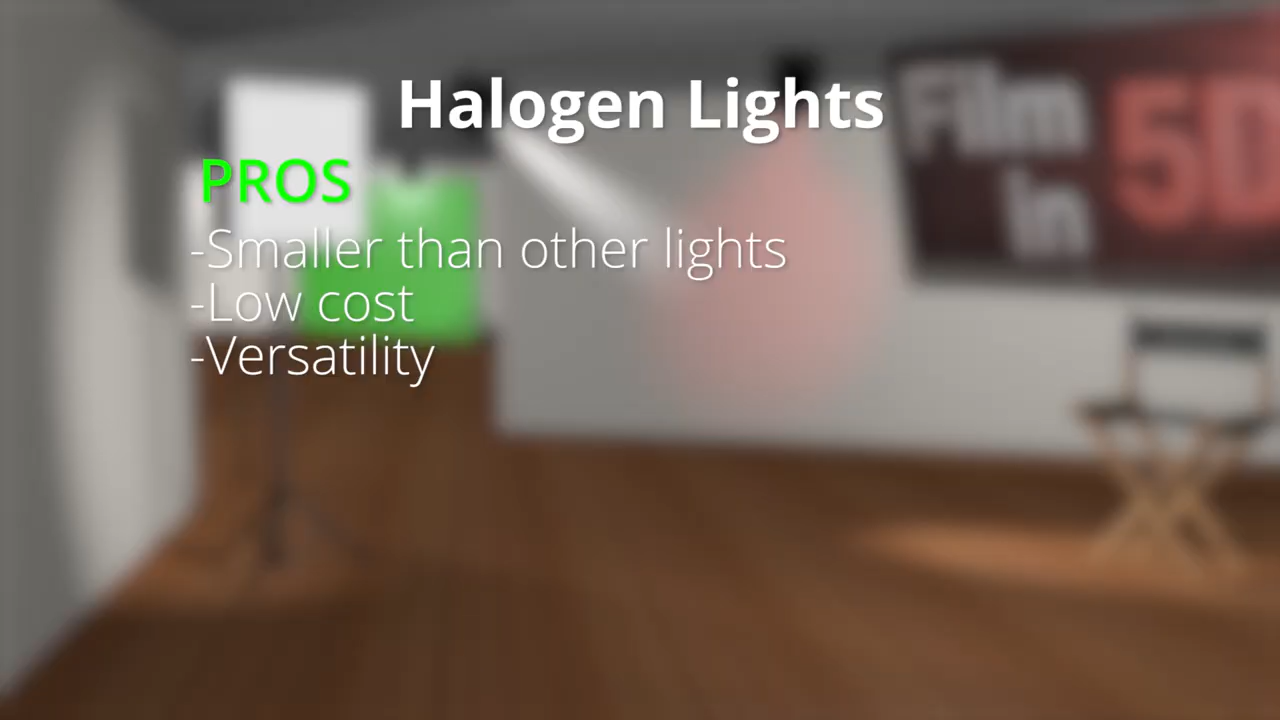 Halogen Lights
PROS
-Smaller than other lights
-Low cost
-Versatility
Film
in
5D